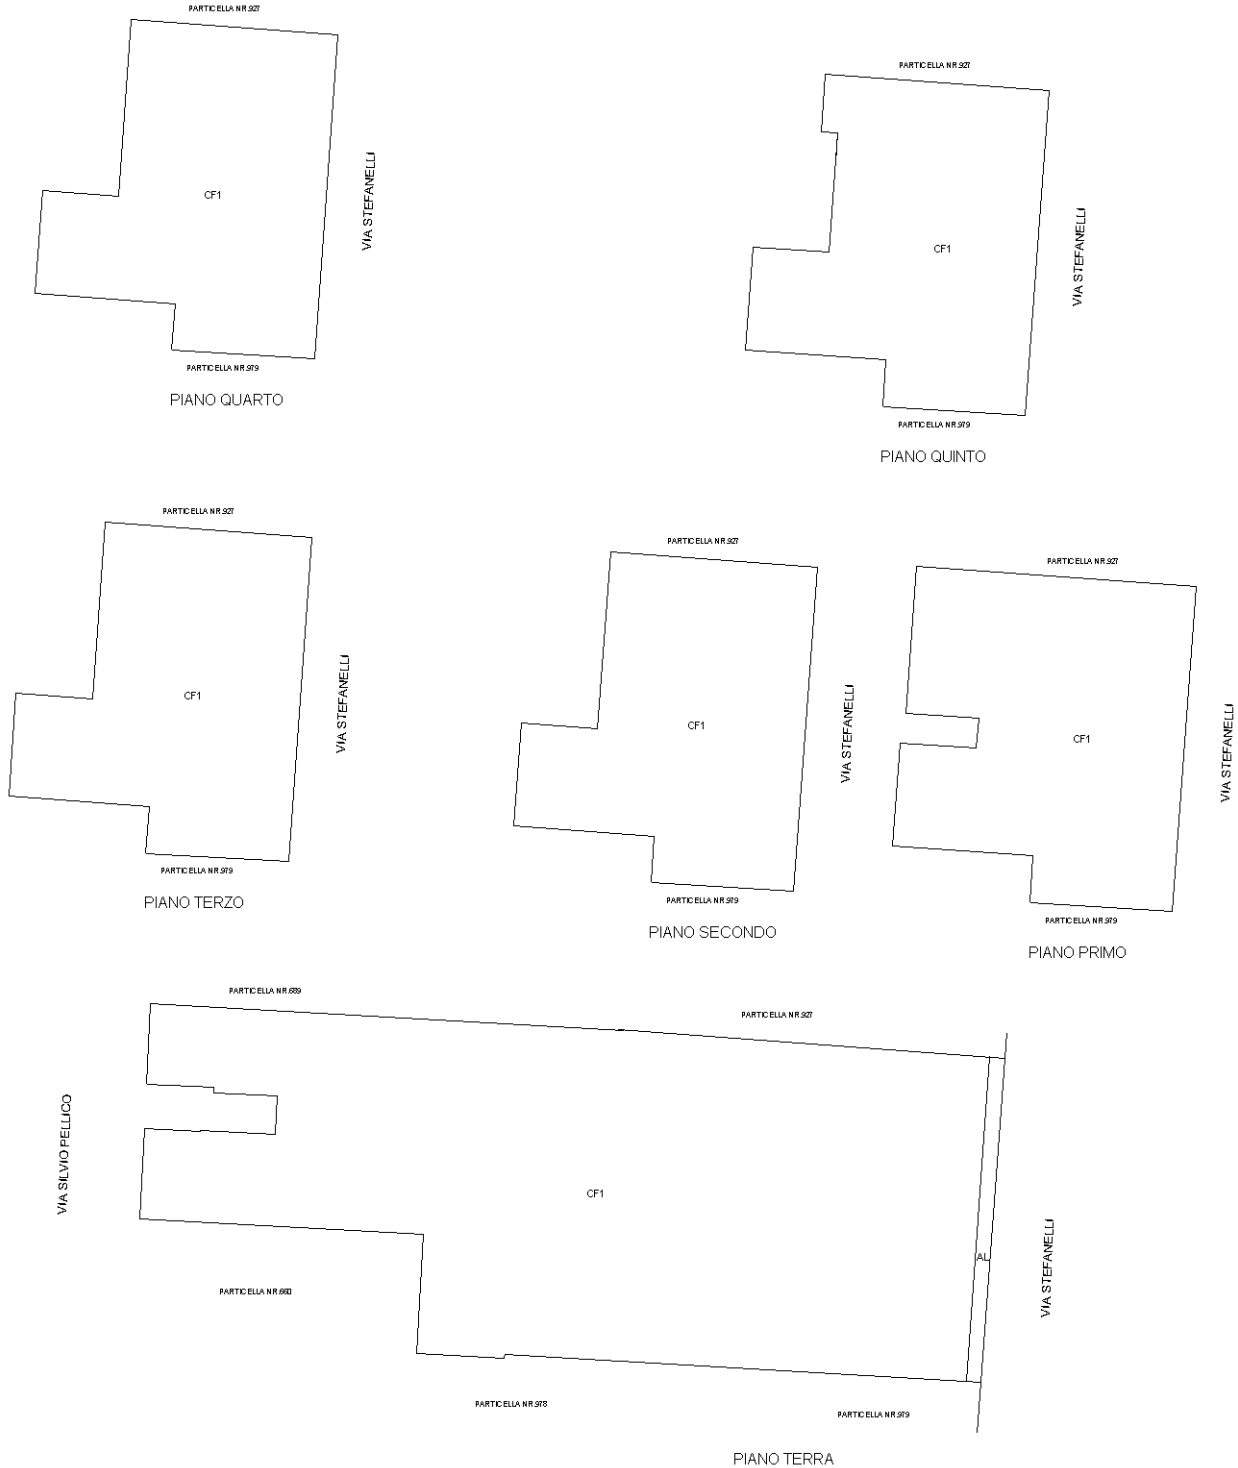 PARTICELLA NR.927
CF1
VIA STEFANELLI
PARTICELLA NR.979
PIANO QUARTO
PARTICELLA NR.927
CF1
VIA STEFANELLI
PARTICELLA NR.979
PIANO QUINTO
PARTICELLA NR.927
CF1
VIA STEFANELLI
PARTICELLA NR.979
PIANO TERZO
PARTICELLA NR.927
CF1
VIA STEFANELLI
PARTICELLA NR.979
PIANO SECONDO
PARTICELLA NR.927
CF1
VIA STEFANELLI
PARTICELLA NR.979
PIANO PRIMO
PARTICELLA NR.689
PARTICELLA NR.927
VIA SILVIO PELLICO
CF1
AL
VIA STEFANELLI
PARTICELLA NR.
PARTICELLA NR.978
PARTICELLA NR.979
PIANO TERRA